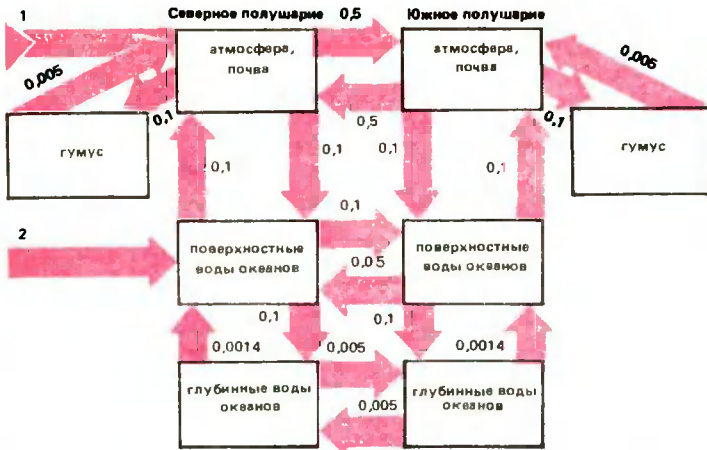 1
Северное полушарие
0,5
Южное полушарие
атмосфера,
почва
атмосфера,
почва
0,005
0,005
0,1
0,5
0,1
гумус
гумус
0,1
0,1
0,1
0,1
0,1
2
поверхностные
воды океанов
поверхностные
воды океанов
0,05
0,1
0,1
0,0014
0,005
0,0014
глубинные воды
океанов
глубинные воды
океанов
0,005